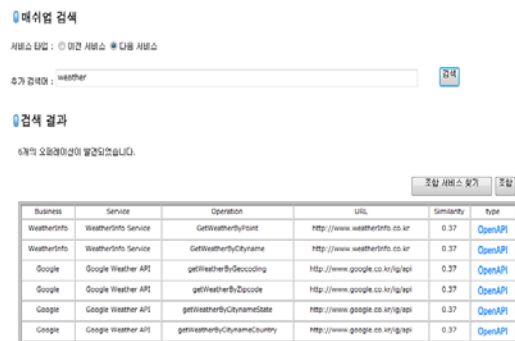 매쉬업 검색
서비스 타입 : 이전 서비스 다음 서비스
추가 검색어 : weather 검색
검색 결과
6개의 오퍼레이션이 발견되었습니다.
조합 서비스 찾기 조합
Business Service Operation URL Similarity type
WeatherInfo WeatherInfo Service GetWeatherByPoint http://www.weatherInfo.co.kr 0.37 OpenAPI
WeatherInfo WeatherInfo Service GetWeatherByCityname http://www.weatherInfo.co.kr 0.37 OpenAPI
Google Google Weather API getWeatherByGeocoding http://www.google.co.kr/ig/api 0.37 OpenAPI
Google Google Weather API getWeatherByZipcode http://www.google.co.kr/ig/api 0.37 OpenAPI
Google Google Weather API getWeatherByCitynameState http://www.google.co.kr/ig/api 0.37 OpenAPI
Google Google Weather API getWeatherByCitynameCountry http://www.google.co.kr/ig/api 0.37 OpenAPI